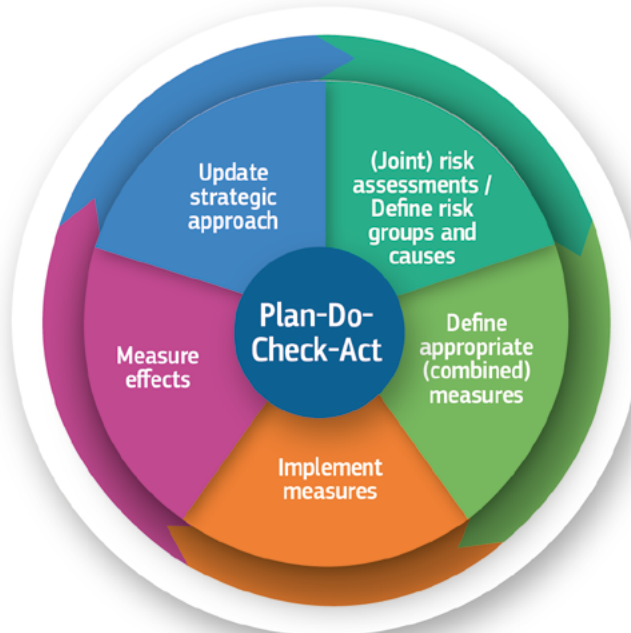 Update
strategic
approach
(Joint) risk
assessments /
Define risk
groups and
causes
Plan-Do-
Check-Act
Measure
effects
Define
appropriate
(combined)
measures
Implement
measures